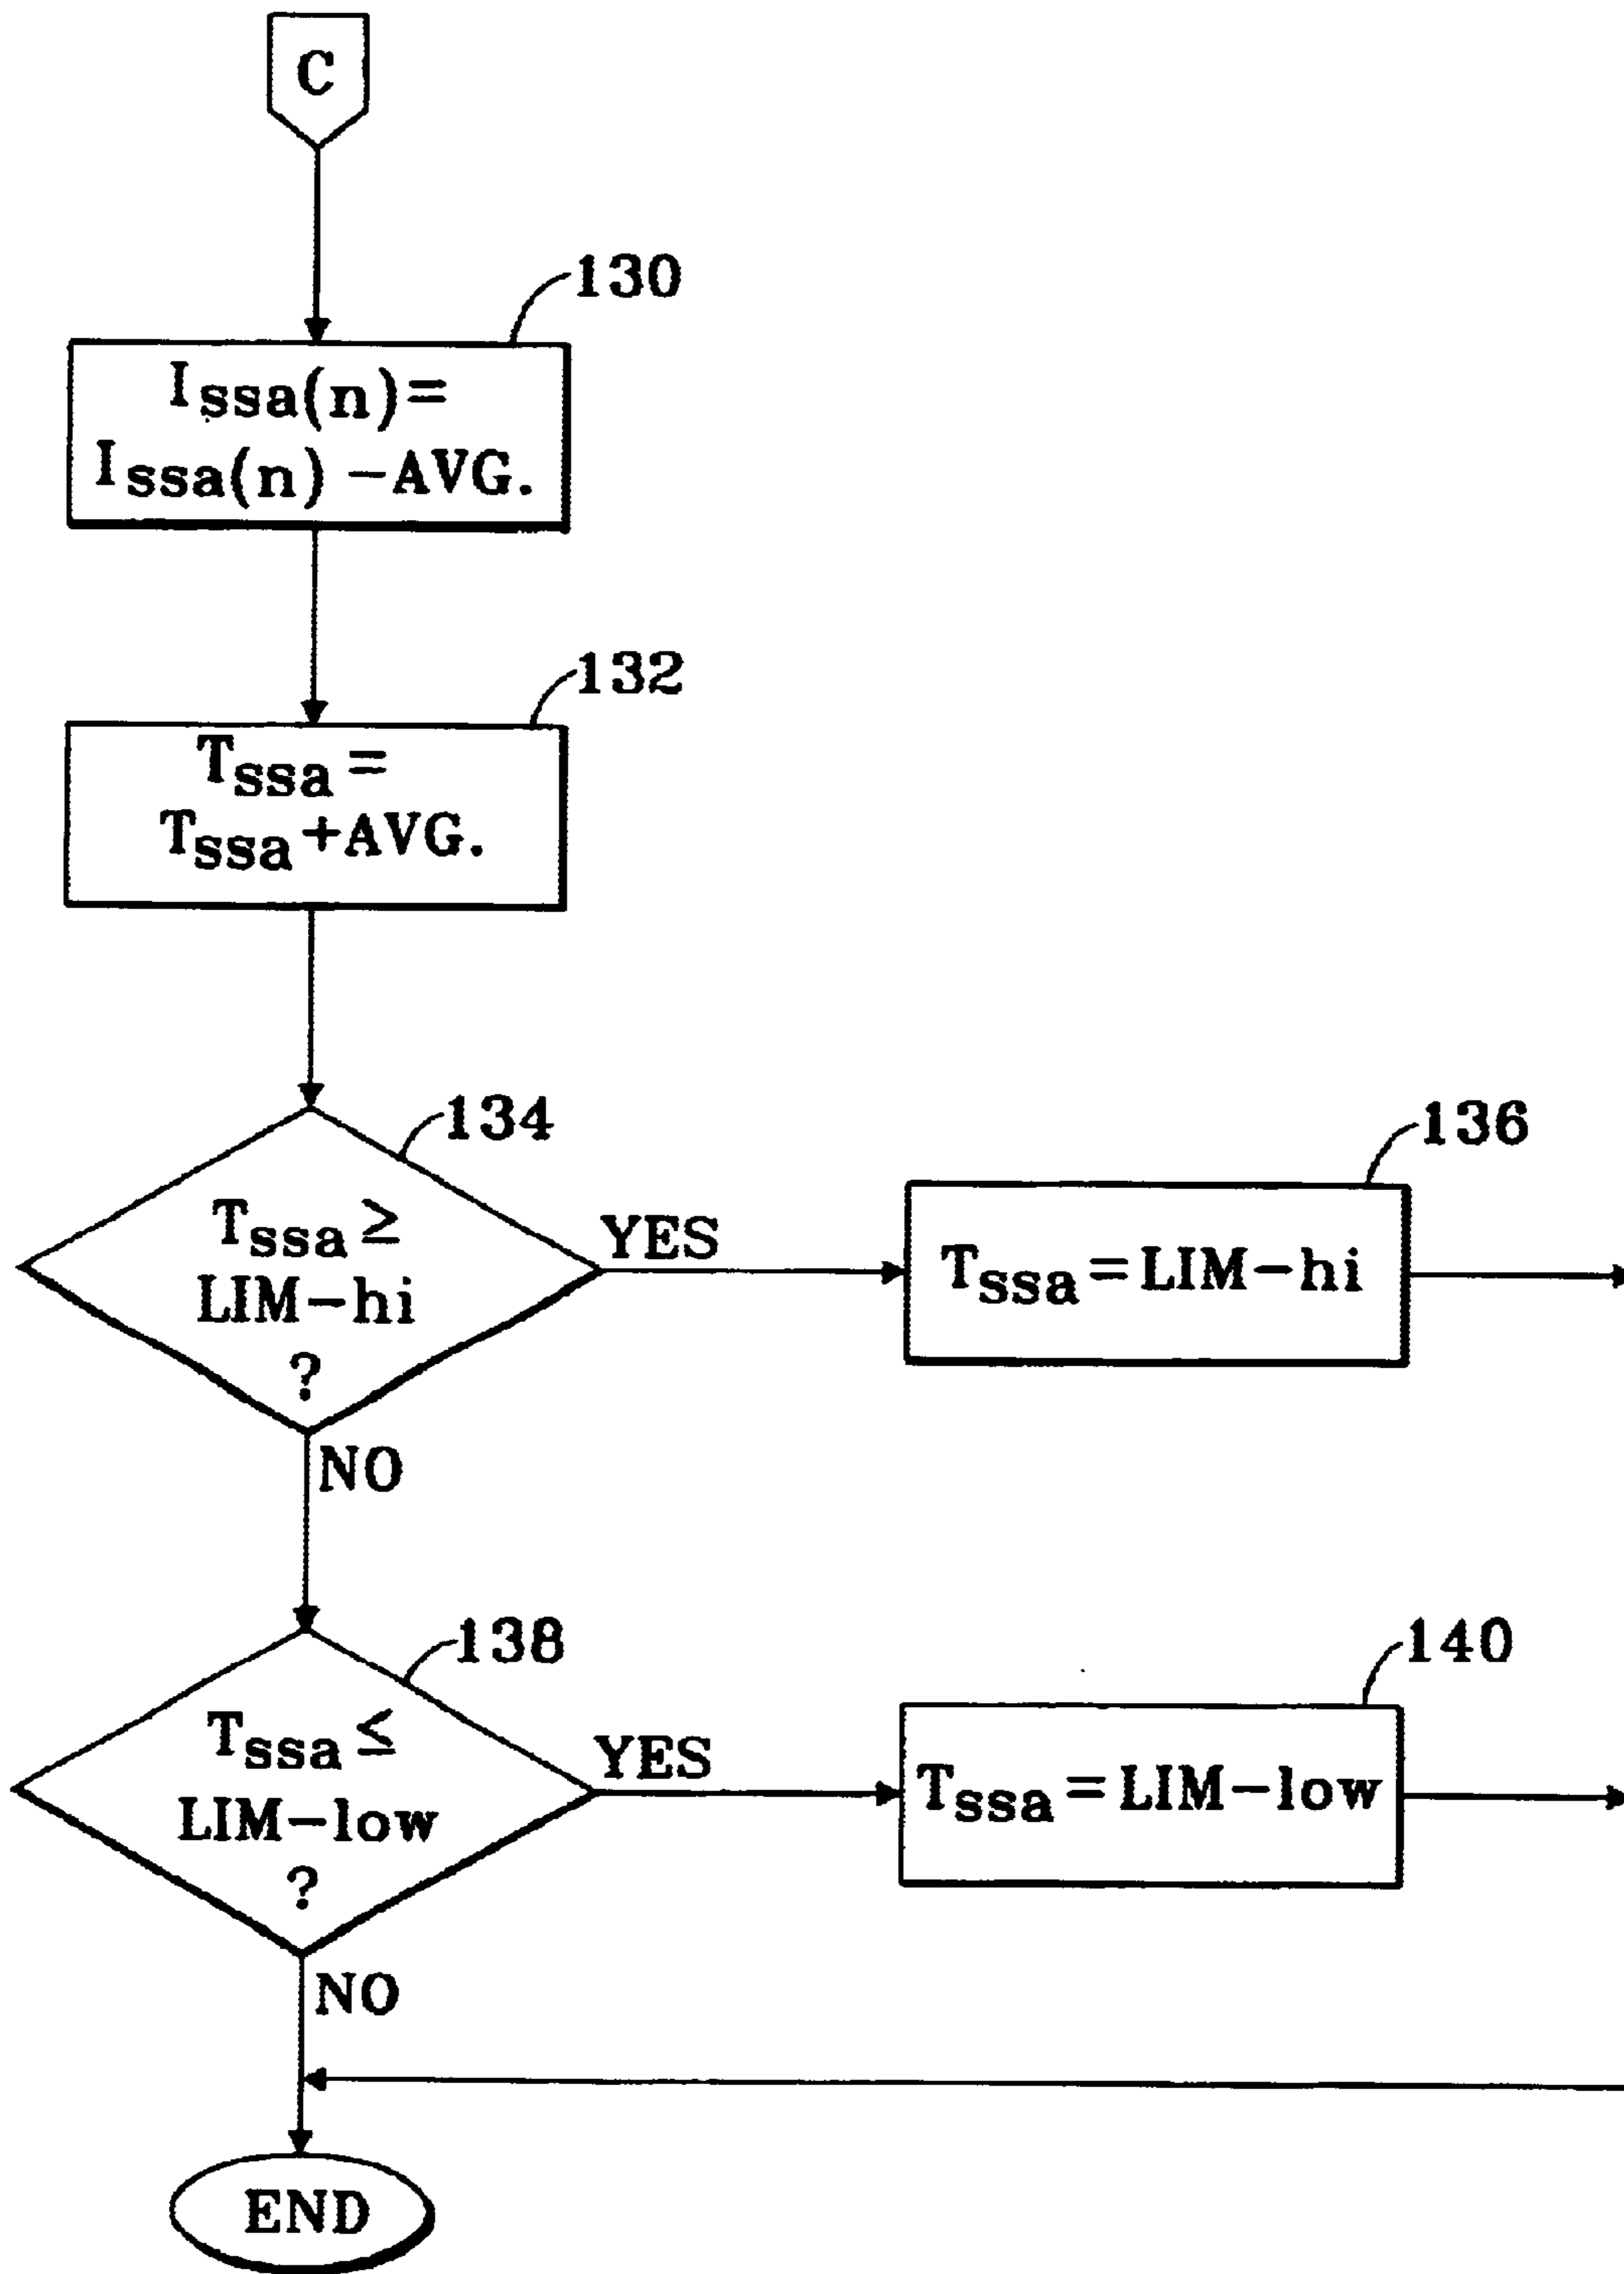 C
130
Issa(n)=
Issa(n) -AVG.
132
Tssa =
Tssa +AVG.
134
Tssa ≥
LIM-hi
?
YES
136
Tssa = LIM-hi
NO
138
Tssa ≤
LIM-low
?
YES
140
Tssa = LIM-low
NO
END